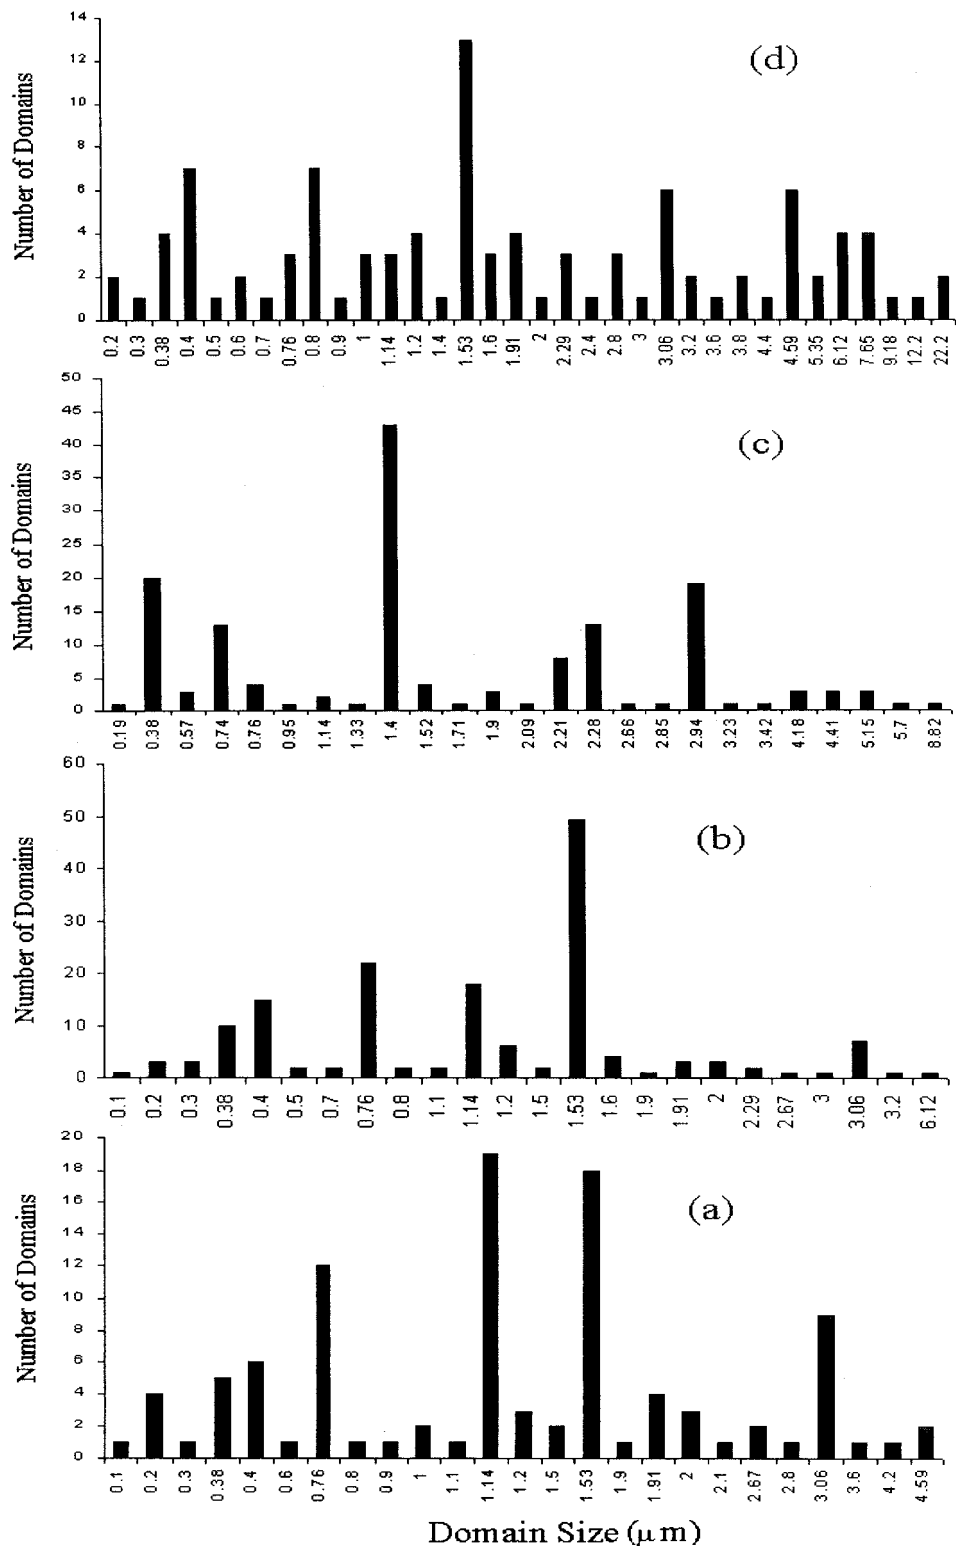 14
12
10
8
6
4
2
0
Number of Domains
(d)
0.2 0.3 0.38 0.4 0.5 0.6 0.7 0.76 0.8 0.9 1 1.14 1.2 1.4 1.53 1.6 1.91 2 2.29 2.4 2.8 3 3.06 3.2 3.6 3.8 4.4 4.59 5.35 6.12 7.65 9.18 12.2 22.2
50
45
40
35
30
25
20
15
10
5
0
Number of Domains
(c)
0.19 0.38 0.57 0.74 0.76 0.95 1.14 1.33 1.4 1.52 1.71 1.9 2.09 2.21 2.28 2.66 2.85 2.94 3.23 3.42 4.18 4.41 5.15 5.7 8.82
60
50
40
30
20
10
0
Number of Domains
(b)
0.1 0.2 0.3 0.38 0.4 0.5 0.7 0.76 0.8 1.1 1.14 1.2 1.5 1.53 1.6 1.9 1.91 2 2.29 2.67 3 3.06 3.2 6.12
20
18
16
14
12
10
8
6
4
2
0
Number of Domains
(a)
0.1 0.2 0.3 0.38 0.4 0.6 0.76 0.8 0.9 1 1.1 1.14 1.2 1.5 1.53 1.9 1.91 2 2.1 2.67 2.8 3.06 3.6 4.2 4.59
Domain Size (μm)